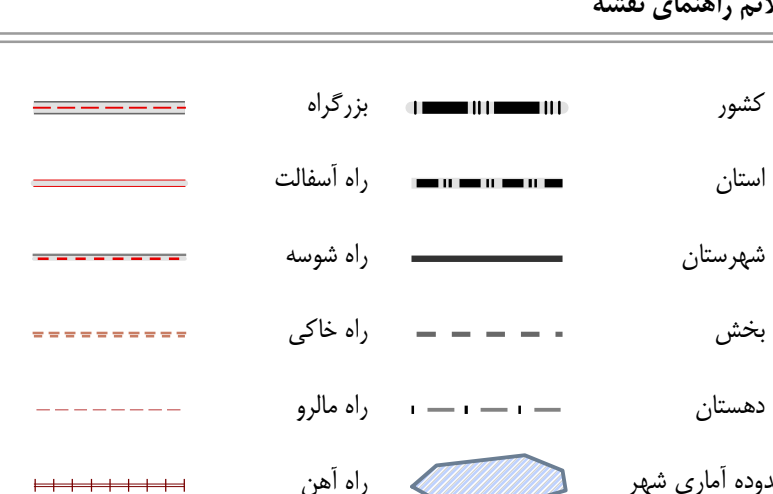 راهنمای نقشه
کشور
بزرگراه
استان
راه آسفالت
شهرستان
راه شوسه
بخش
راه خاکی
دهستان
راه مالرو
آماری شهر
راه آهن